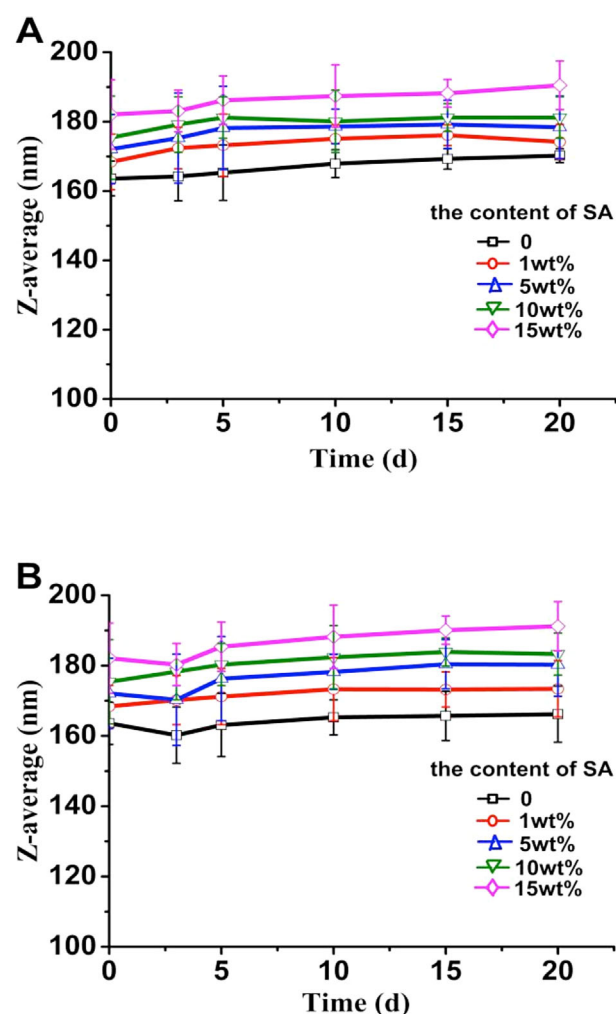 A
200
180
160
140
120
100
Z-average (nm)
the content of SA
0
1wt%
5wt%
10wt%
15wt%
0 5 10 15 20
Time (d)
B
200
180
160
140
120
100
Z-average (nm)
the content of SA
0
1wt%
5wt%
10wt%
15wt%
0 5 10 15 20
Time (d)